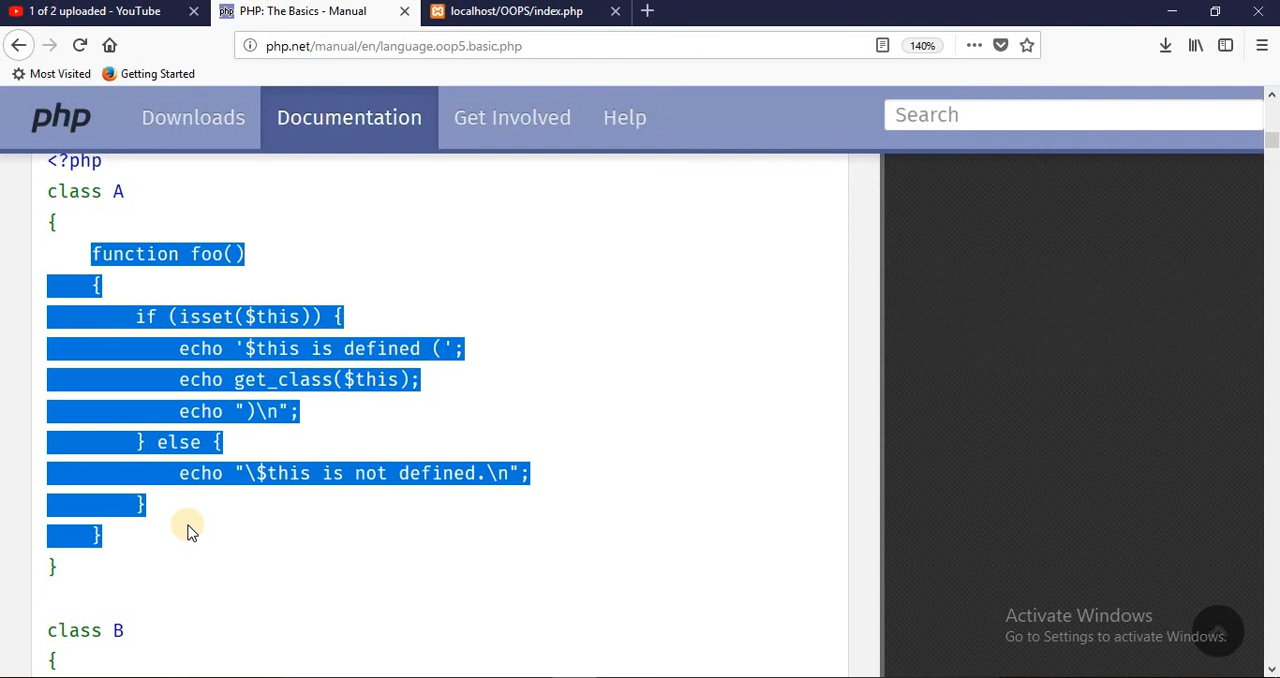 1 of 2 uploaded - YouTube
PHP: The Basics - Manual
localhost/OOPS/index.php
php.net/manual/en/language.oop5.basic.php
140%
Most Visited
Getting Started
php
Downloads
Documentation
Get Involved
Help
Search
<?php
class A
{
function foo()
{
if (isset($this)) {
echo '$this is defined (';
echo get_class($this);
echo ")\n";
} else {
echo "\$this is not defined.\n";
}
}
}
class B
{
Activate Windows
Go to Settings to activate Windows.